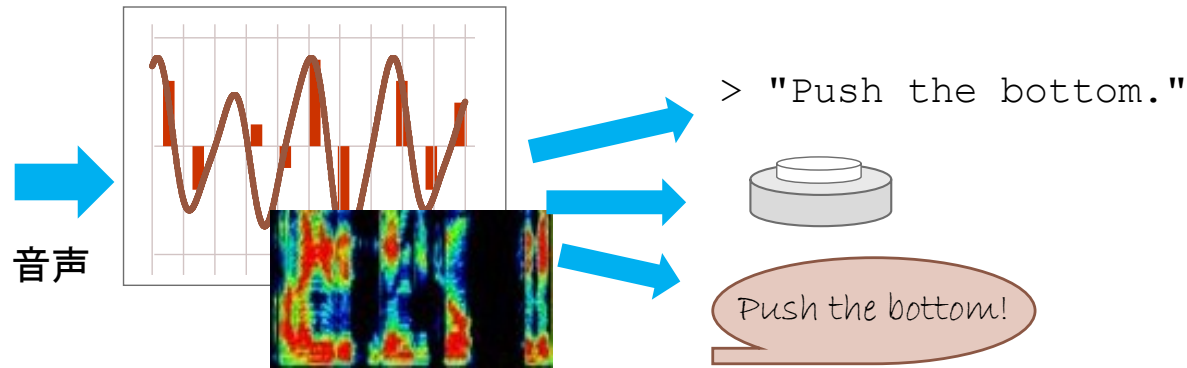 > "Push the bottom."
音声
Push the bottom!